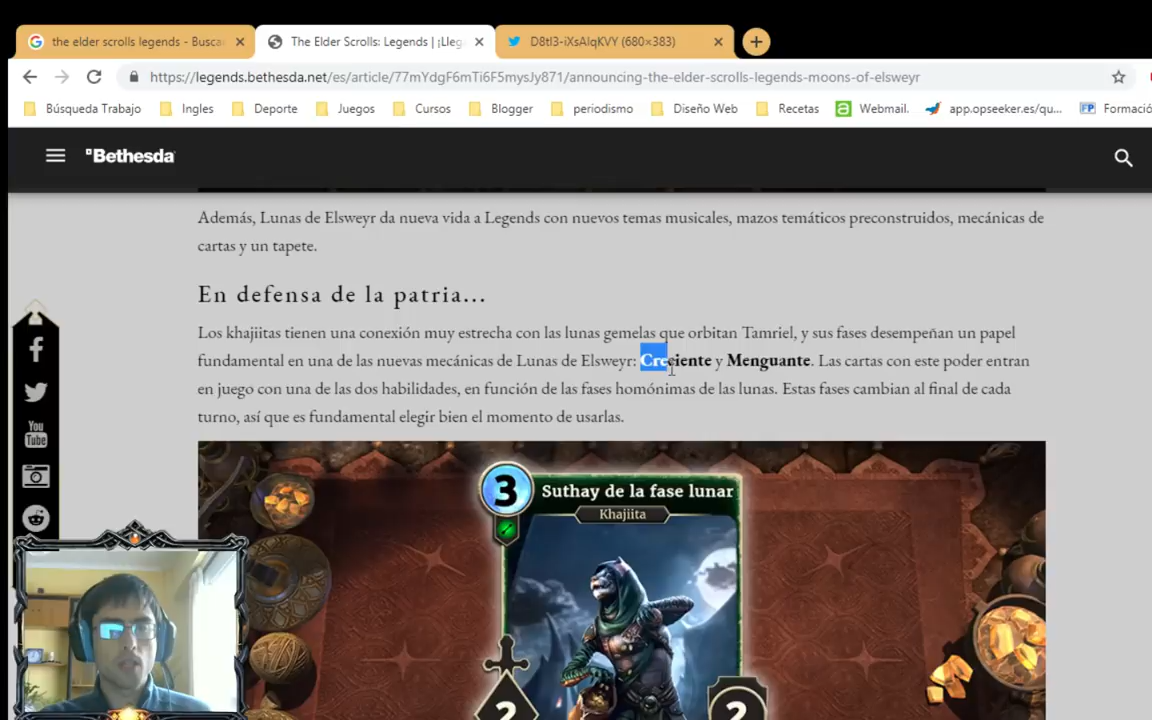 the elder scrolls legends - Busca
The Elder Scrolls: Legends | ¡Lleg
D8tl3-iXsAlqKVY (680×383)
https://legends.bethesda.net/es/article/77mYdgF6mTi6F5mysJy871/announcing-the-elder-scrolls-legends-moons-of-elsweyr
Búsqueda Trabajo
Ingles
Deporte
Juegos
Cursos
Blogger
periodismo
Diseño Web
Recetas
Webmail.
app.opseeker.es/qu...
FP
Formació
Bethesda
Además, Lunas de Elsweyr da nueva vida a Legends con nuevos temas musicales, mazos temáticos preconstruidos, mecánicas de
cartas y un tapete.
En defensa de la patria...
Los khajiitas tienen una conexión muy estrecha con las lunas gemelas que orbitan Tamriel, y sus fases desempeñan un papel
fundamental en una de las nuevas mecánicas de Lunas de Elsweyr: Creciente y Menguante. Las cartas con este poder entran
en juego con una de las dos habilidades, en función de las fases homónimas de las lunas. Estas fases cambian al final de cada
turno, así que es fundamental elegir bien el momento de usarlas.
You
Tube
3
Suthay de la fase lunar
Khajiita
2
2